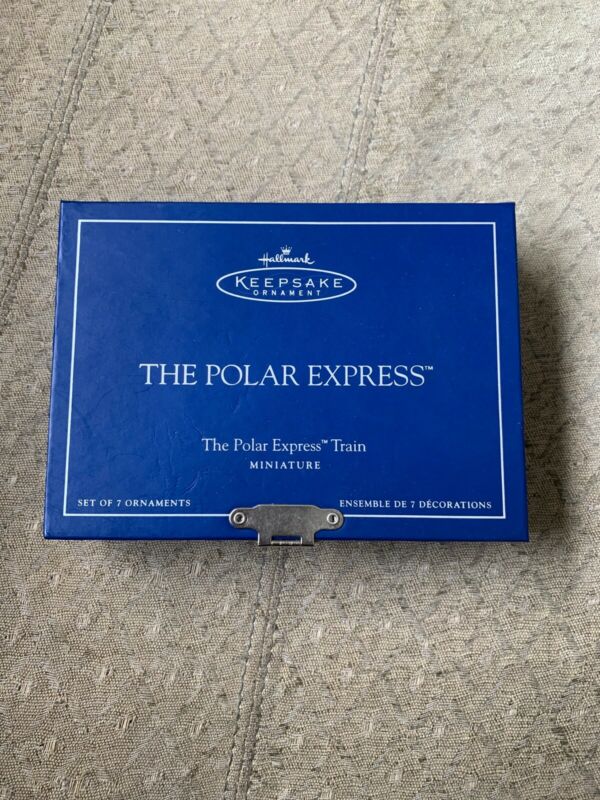 Hallmark
KEEPSAKE
ORNAMENT
THE POLAR EXPRESS™
The Polar Express™ Train
MINIATURE
SET OF 7 ORNAMENTS
ENSEMBLE DE 7 DÉCORATIONS